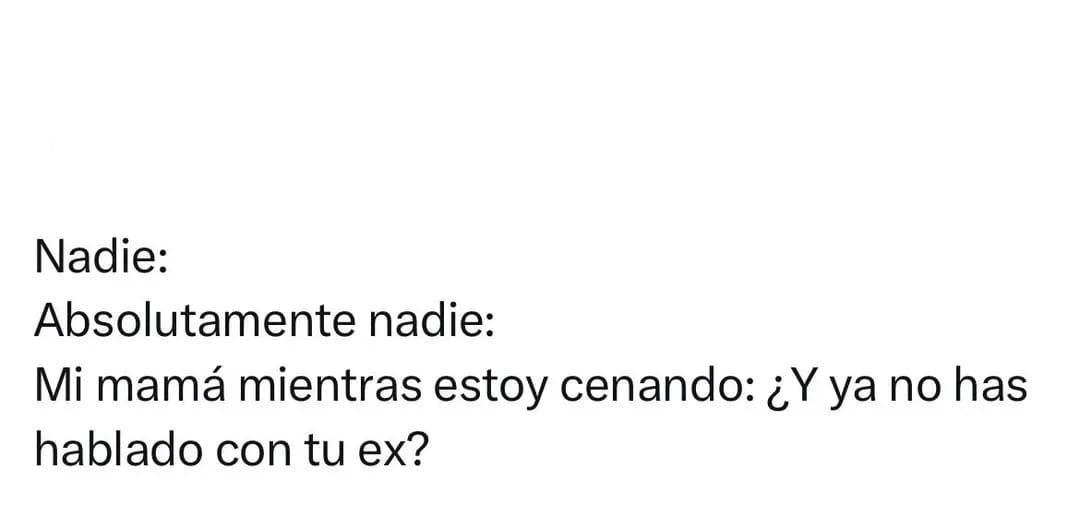 Nadie:
Absolutamente nadie:
Mi mamá mientras estoy cenando: ¿Y ya no has
hablado con tu ex?